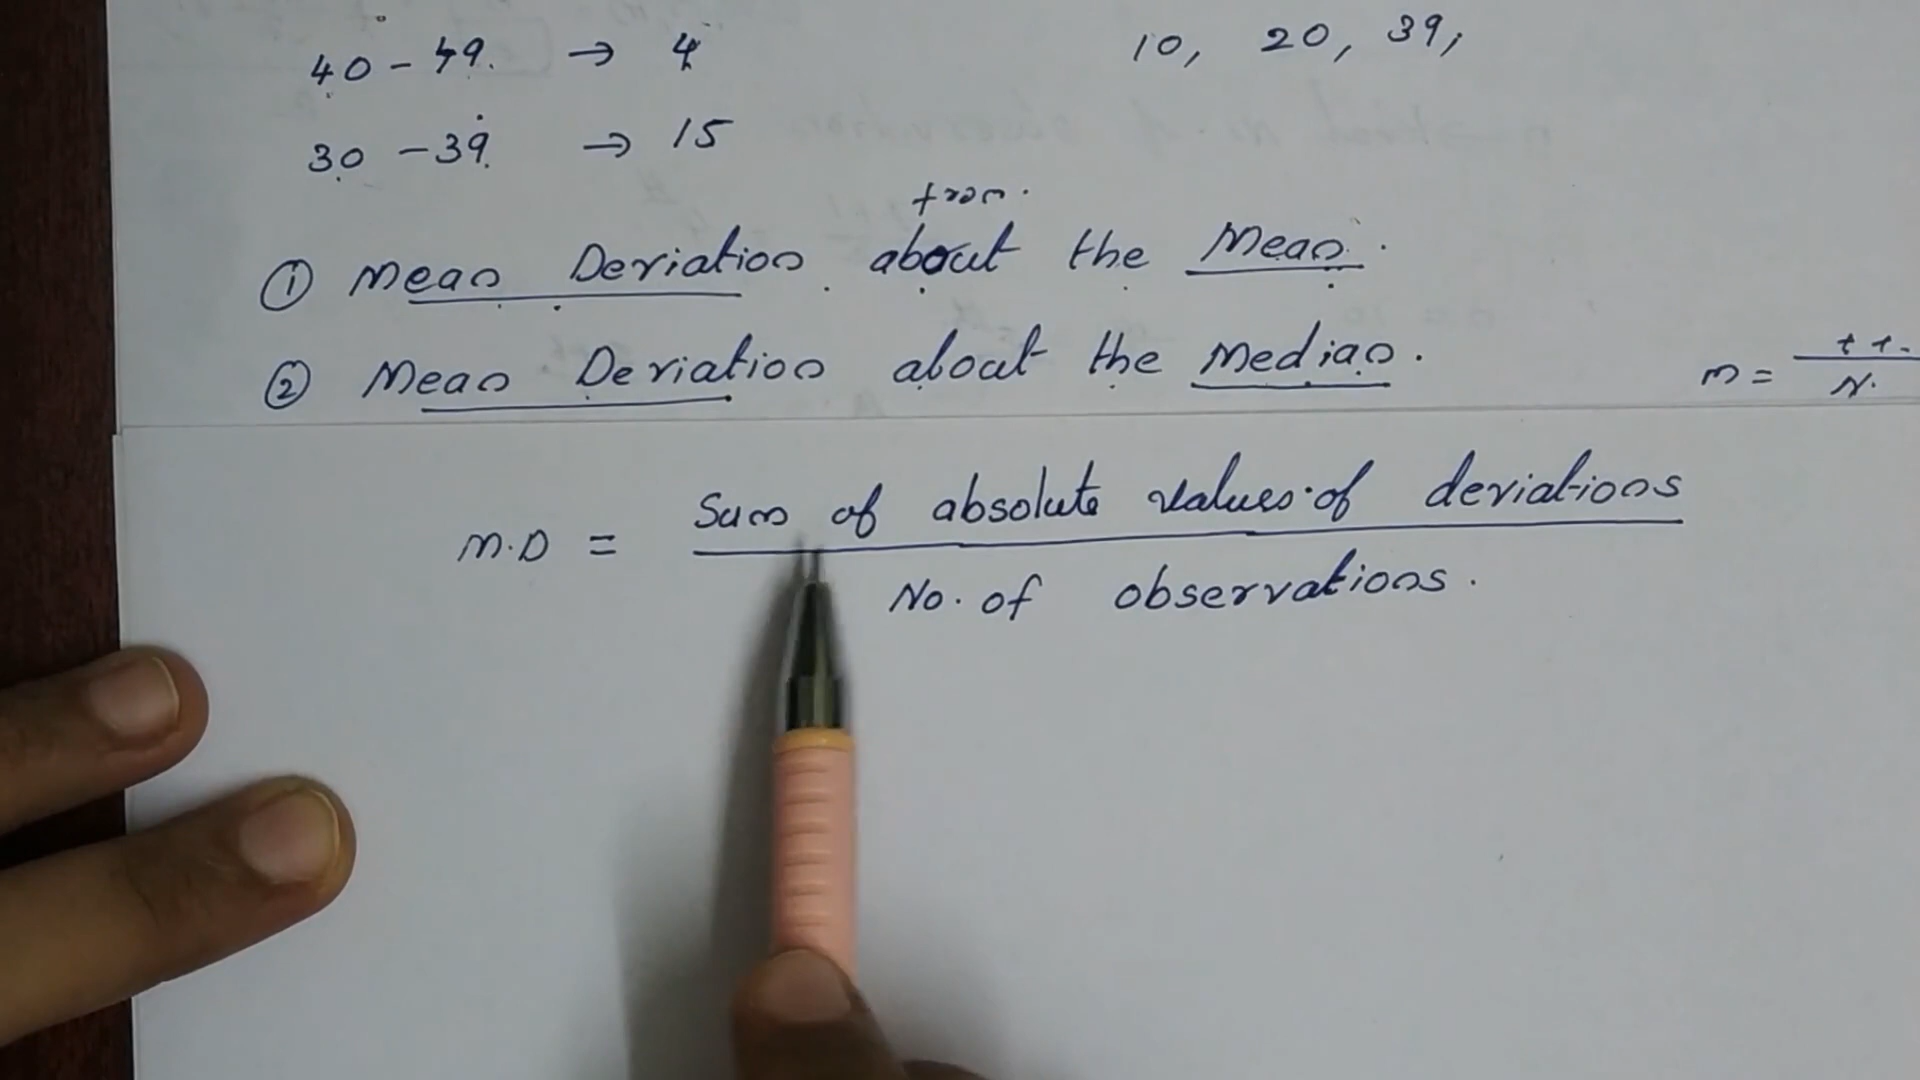 40 - 49. → 4
10, 20, 39,
30 - 39 → 15
from.
① Mean Deviation about the Mean.
② Mean Deviation about the Median.
m = ++. / N.
M.D = Sum of absolute values of deviations
No. of observations.